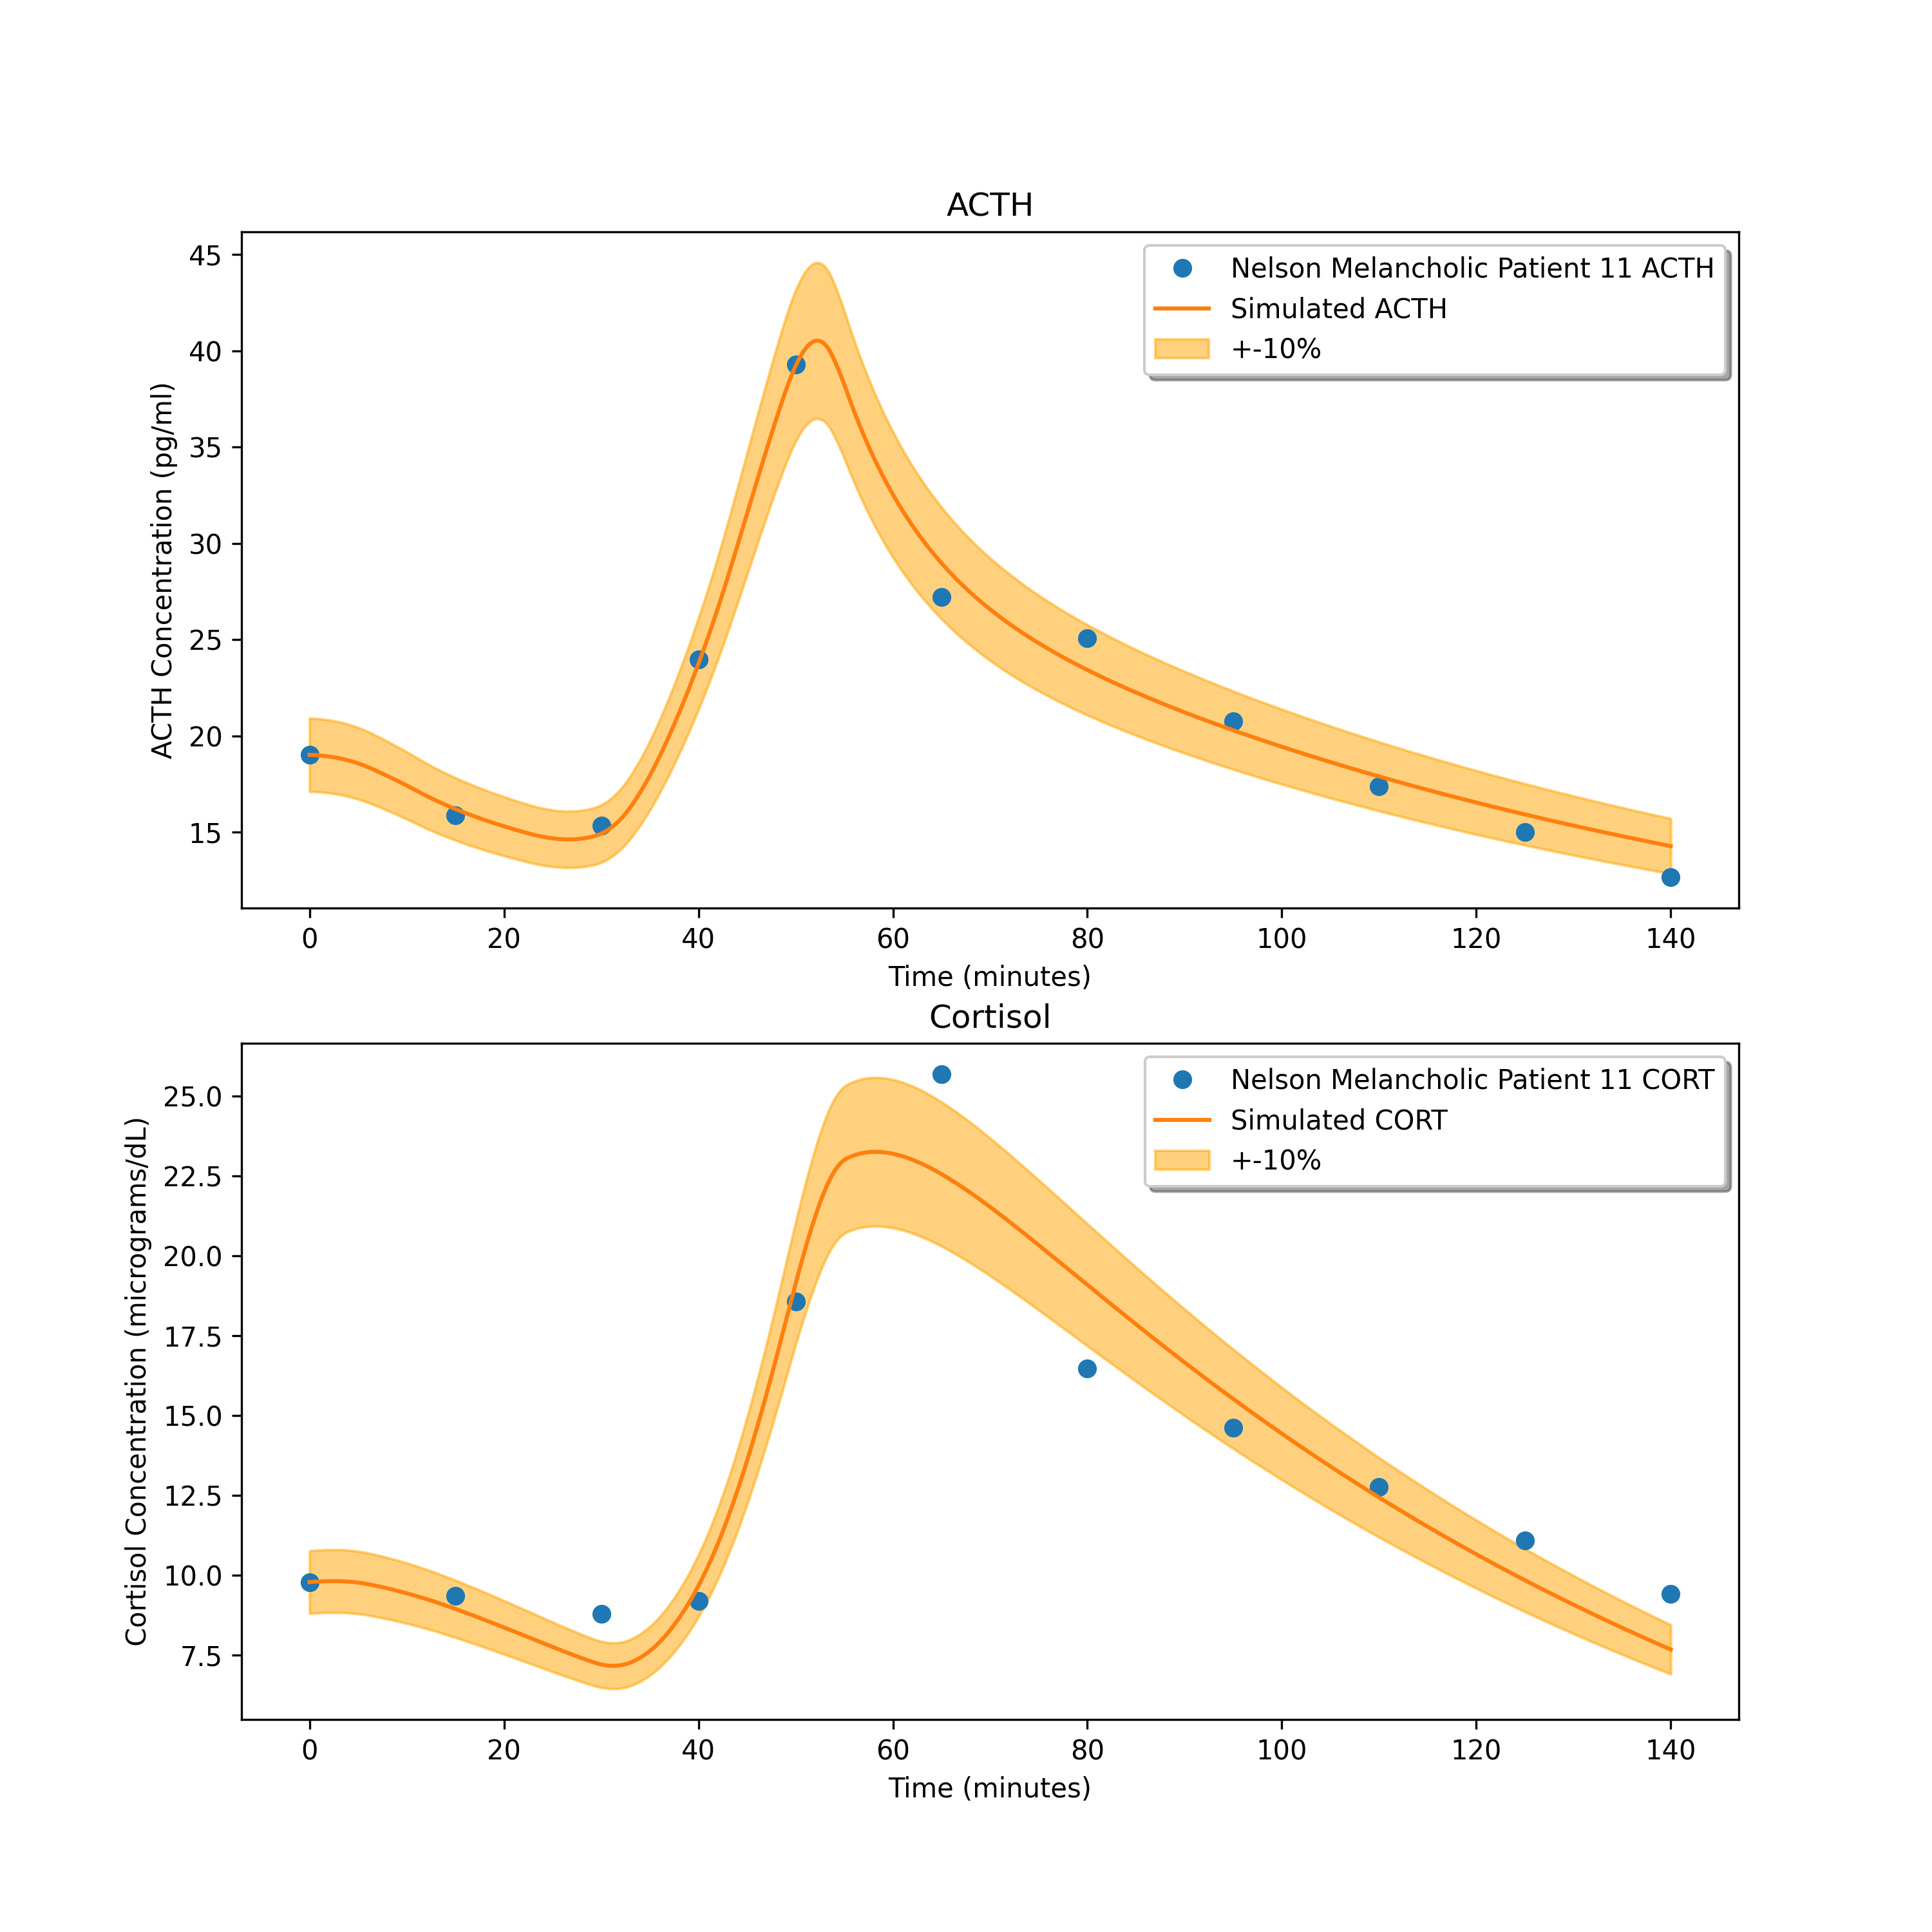 ACTH
45
40
35
30
25
20
15
ACTH Concentration (pg/ml)
Nelson Melancholic Patient 11 ACTH
Simulated ACTH
+-10%
0 20 40 60 80 100 120 140
Time (minutes)
Cortisol
25.0
22.5
20.0
17.5
15.0
12.5
10.0
7.5
Cortisol Concentration (micrograms/dL)
Nelson Melancholic Patient 11 CORT
Simulated CORT
+-10%
0 20 40 60 80 100 120 140
Time (minutes)